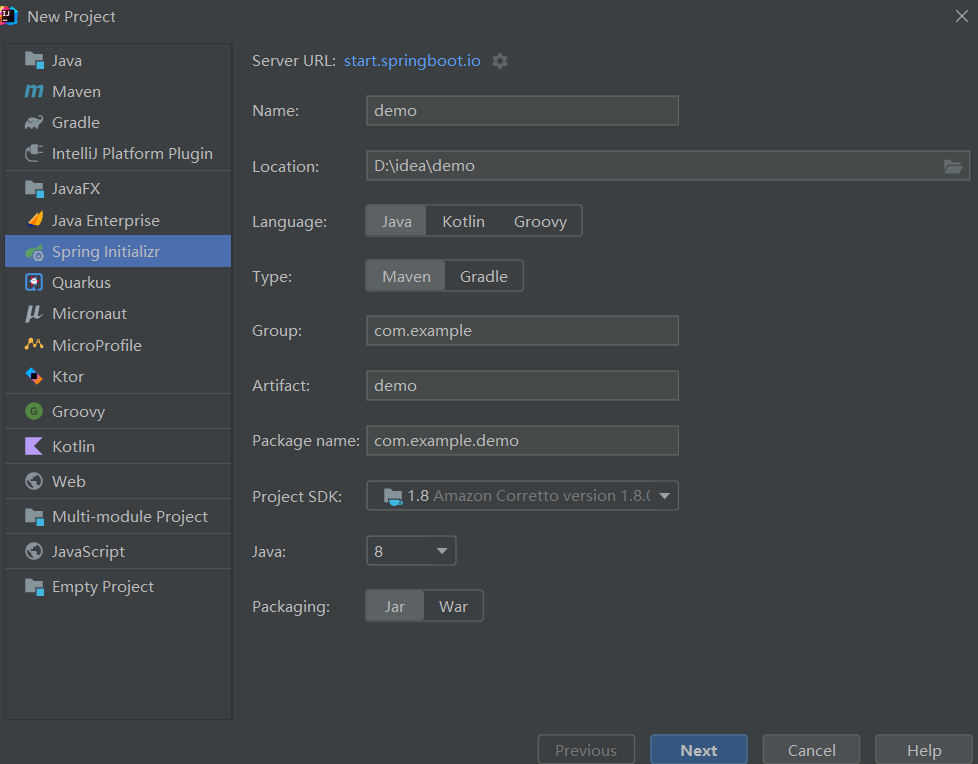 New Project
Java
Maven
Gradle
IntelliJ Platform Plugin
JavaFX
Java Enterprise
Spring Initializr
Quarkus
Micronaut
MicroProfile
Ktor
Groovy
Kotlin
Web
Multi-module Project
JavaScript
Empty Project
Server URL: start.springboot.io
Name: demo
Location: D:\idea\demo
Language: Java Kotlin Groovy
Type: Maven Gradle
Group: com.example
Artifact: demo
Package name: com.example.demo
Project SDK: 1.8 Amazon Corretto version 1.8.0
Java: 8
Packaging: Jar War
Previous Next Cancel Help